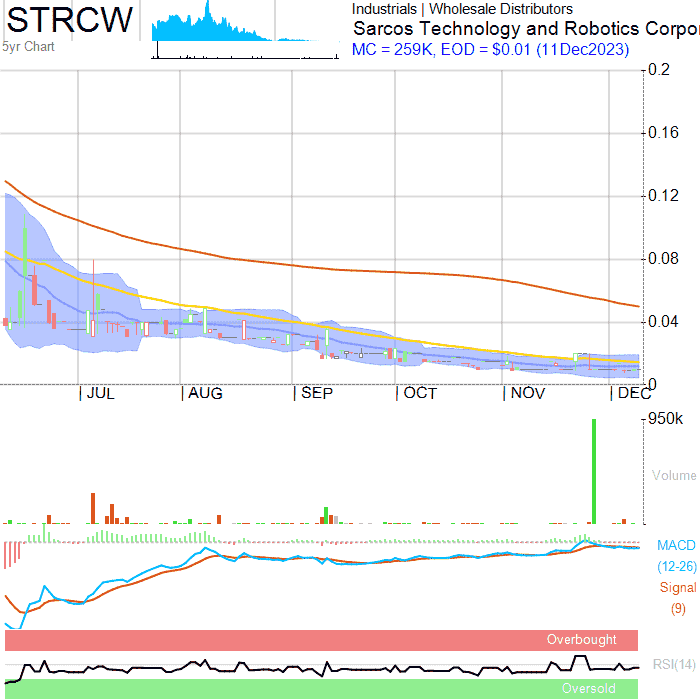 STRCW
5yr Chart
Industrials | Wholesale Distributors
Sarcos Technology and Robotics Corpor
MC = 259K, EOD = $0.01 (11Dec2023)
0.2
0.16
0.12
0.08
0.04
0
JUL
AUG
SEP
OCT
NOV
DEC
950k
Volume
MACD
(12-26)
Signal
(9)
Overbought
RSI(14)
Oversold